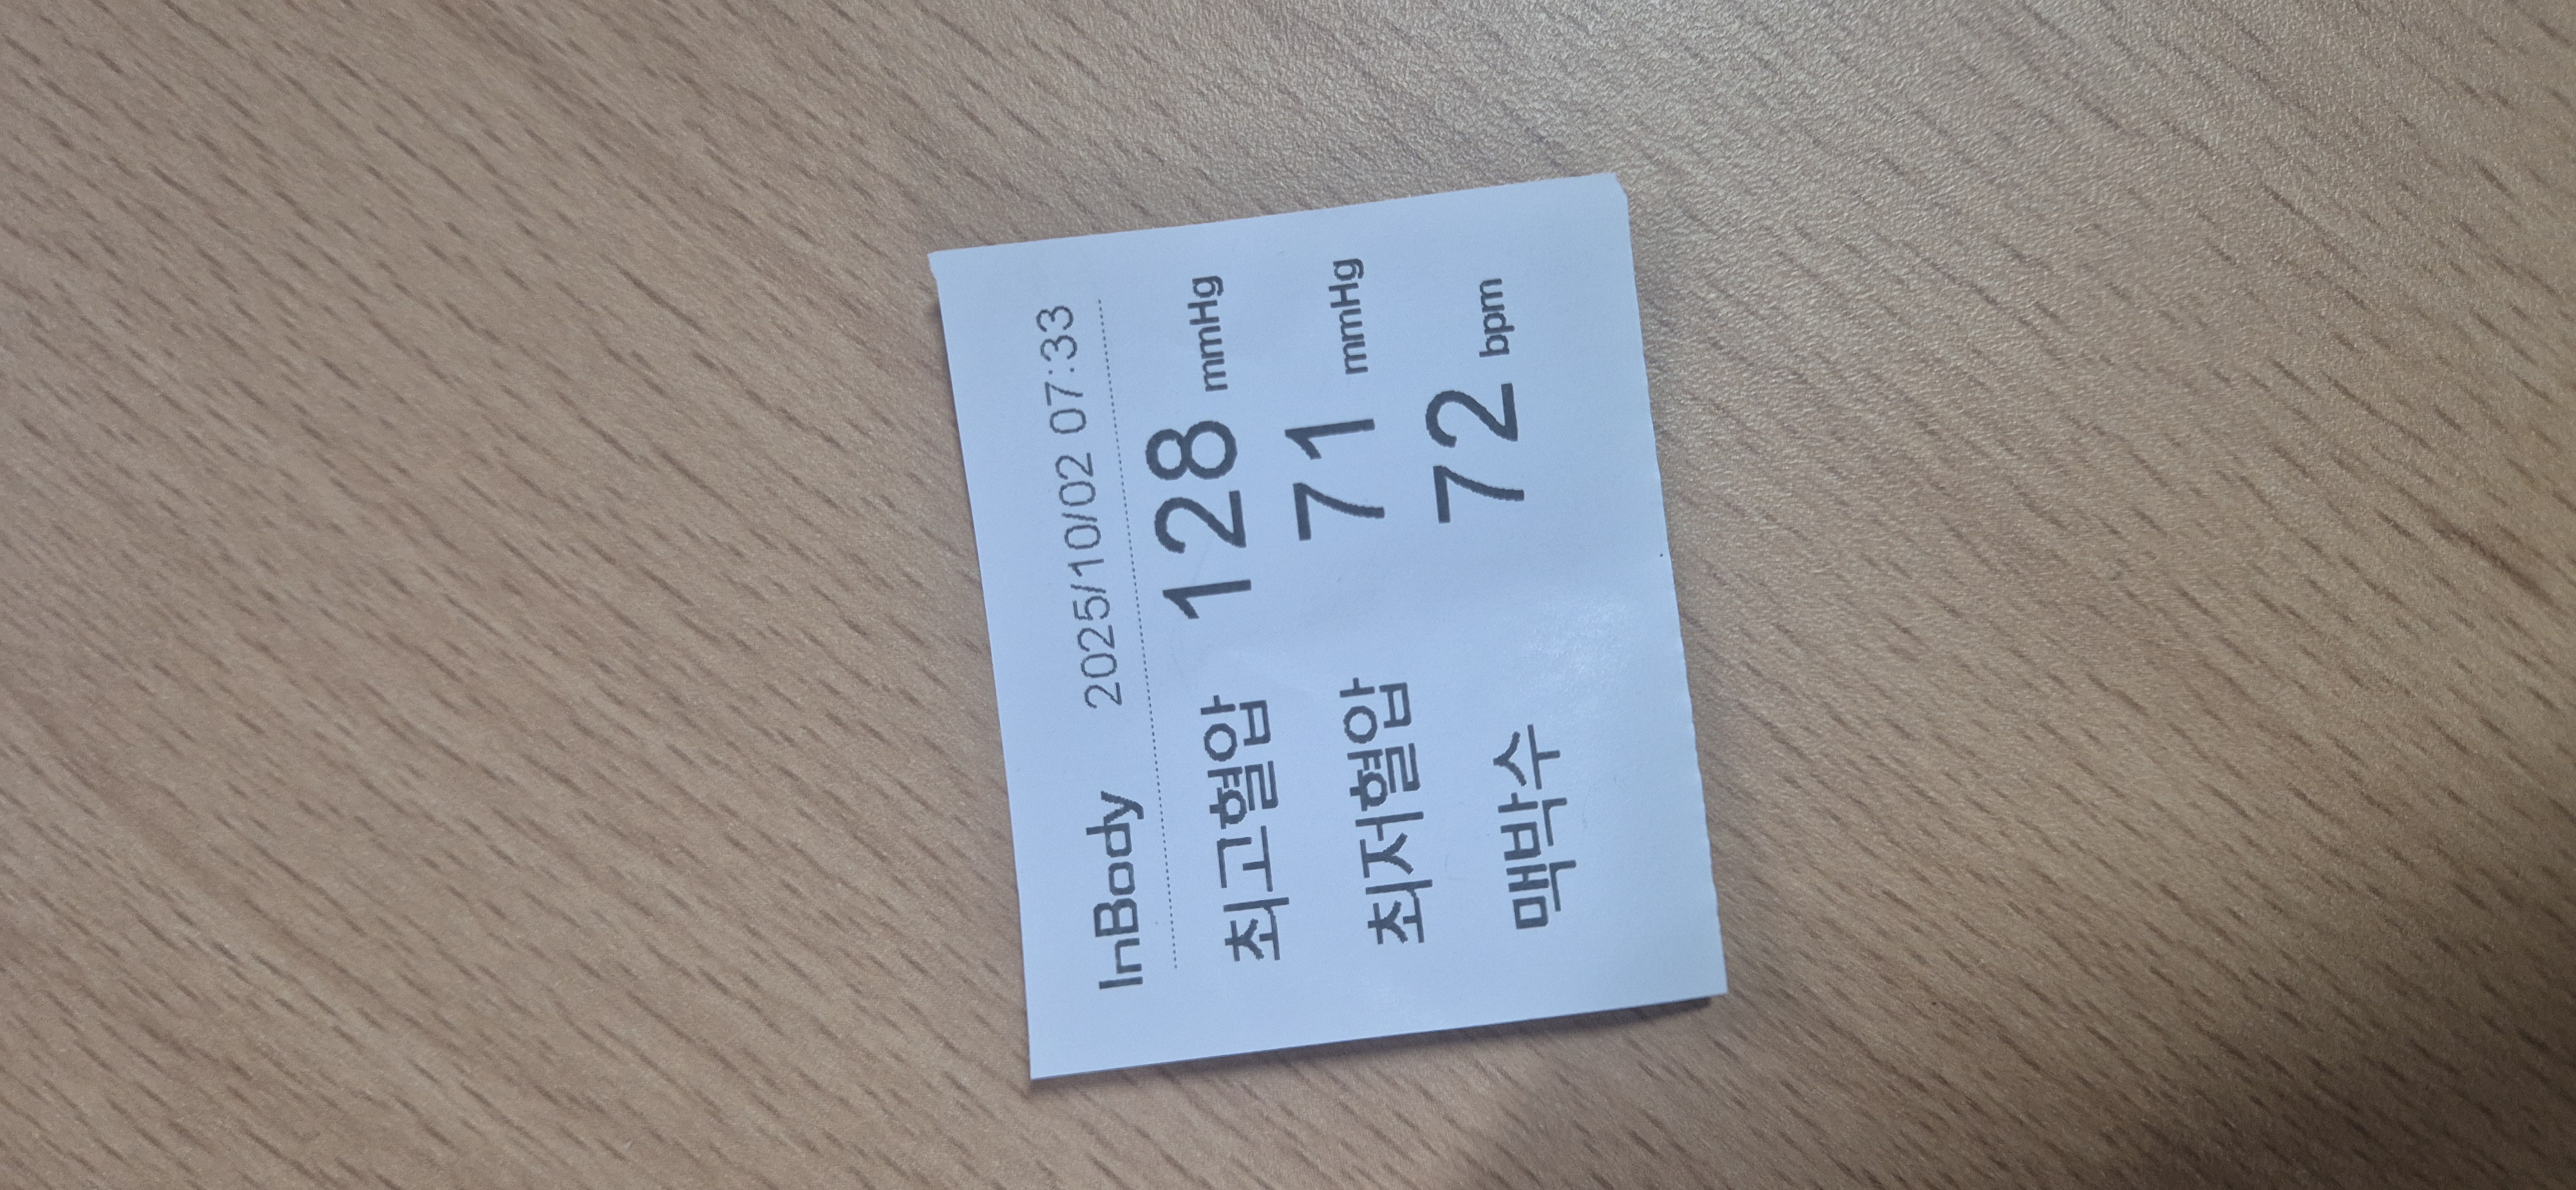 InBody 2025/10/02 07:33
최고혈압 128 mmHg
최저혈압 71 mmHg
맥박수 72 bpm